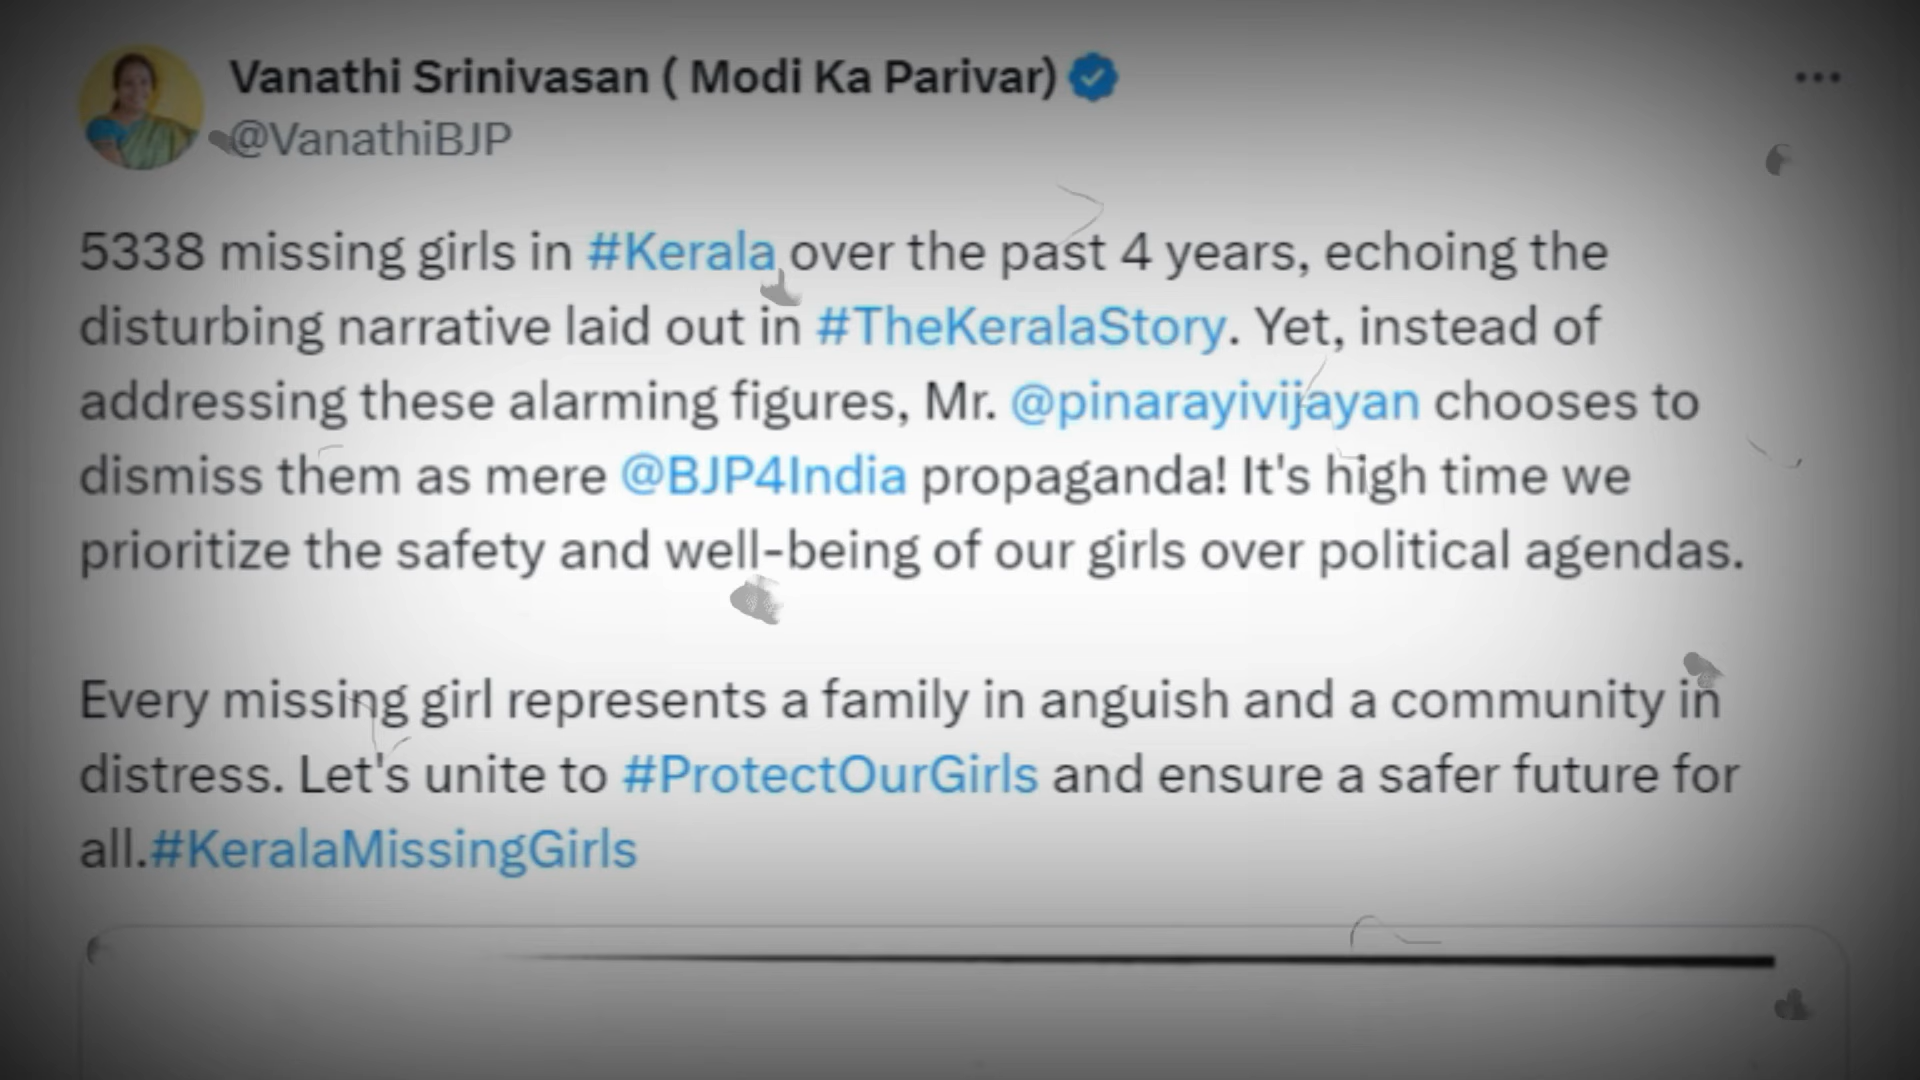 Vanathi Srinivasan ( Modi Ka Parivar)
@VanathiBJP
5338 missing girls in #Kerala over the past 4 years, echoing the
disturbing narrative laid out in #TheKeralaStory. Yet, instead of
addressing these alarming figures, Mr. @pinarayivijayan chooses to
dismiss them as mere @BJP4India propaganda! It's high time we
prioritize the safety and well-being of our girls over political agendas.
Every missing girl represents a family in anguish and a community in
distress. Let's unite to #ProtectOurGirls and ensure a safer future for
all.#KeralaMissingGirls